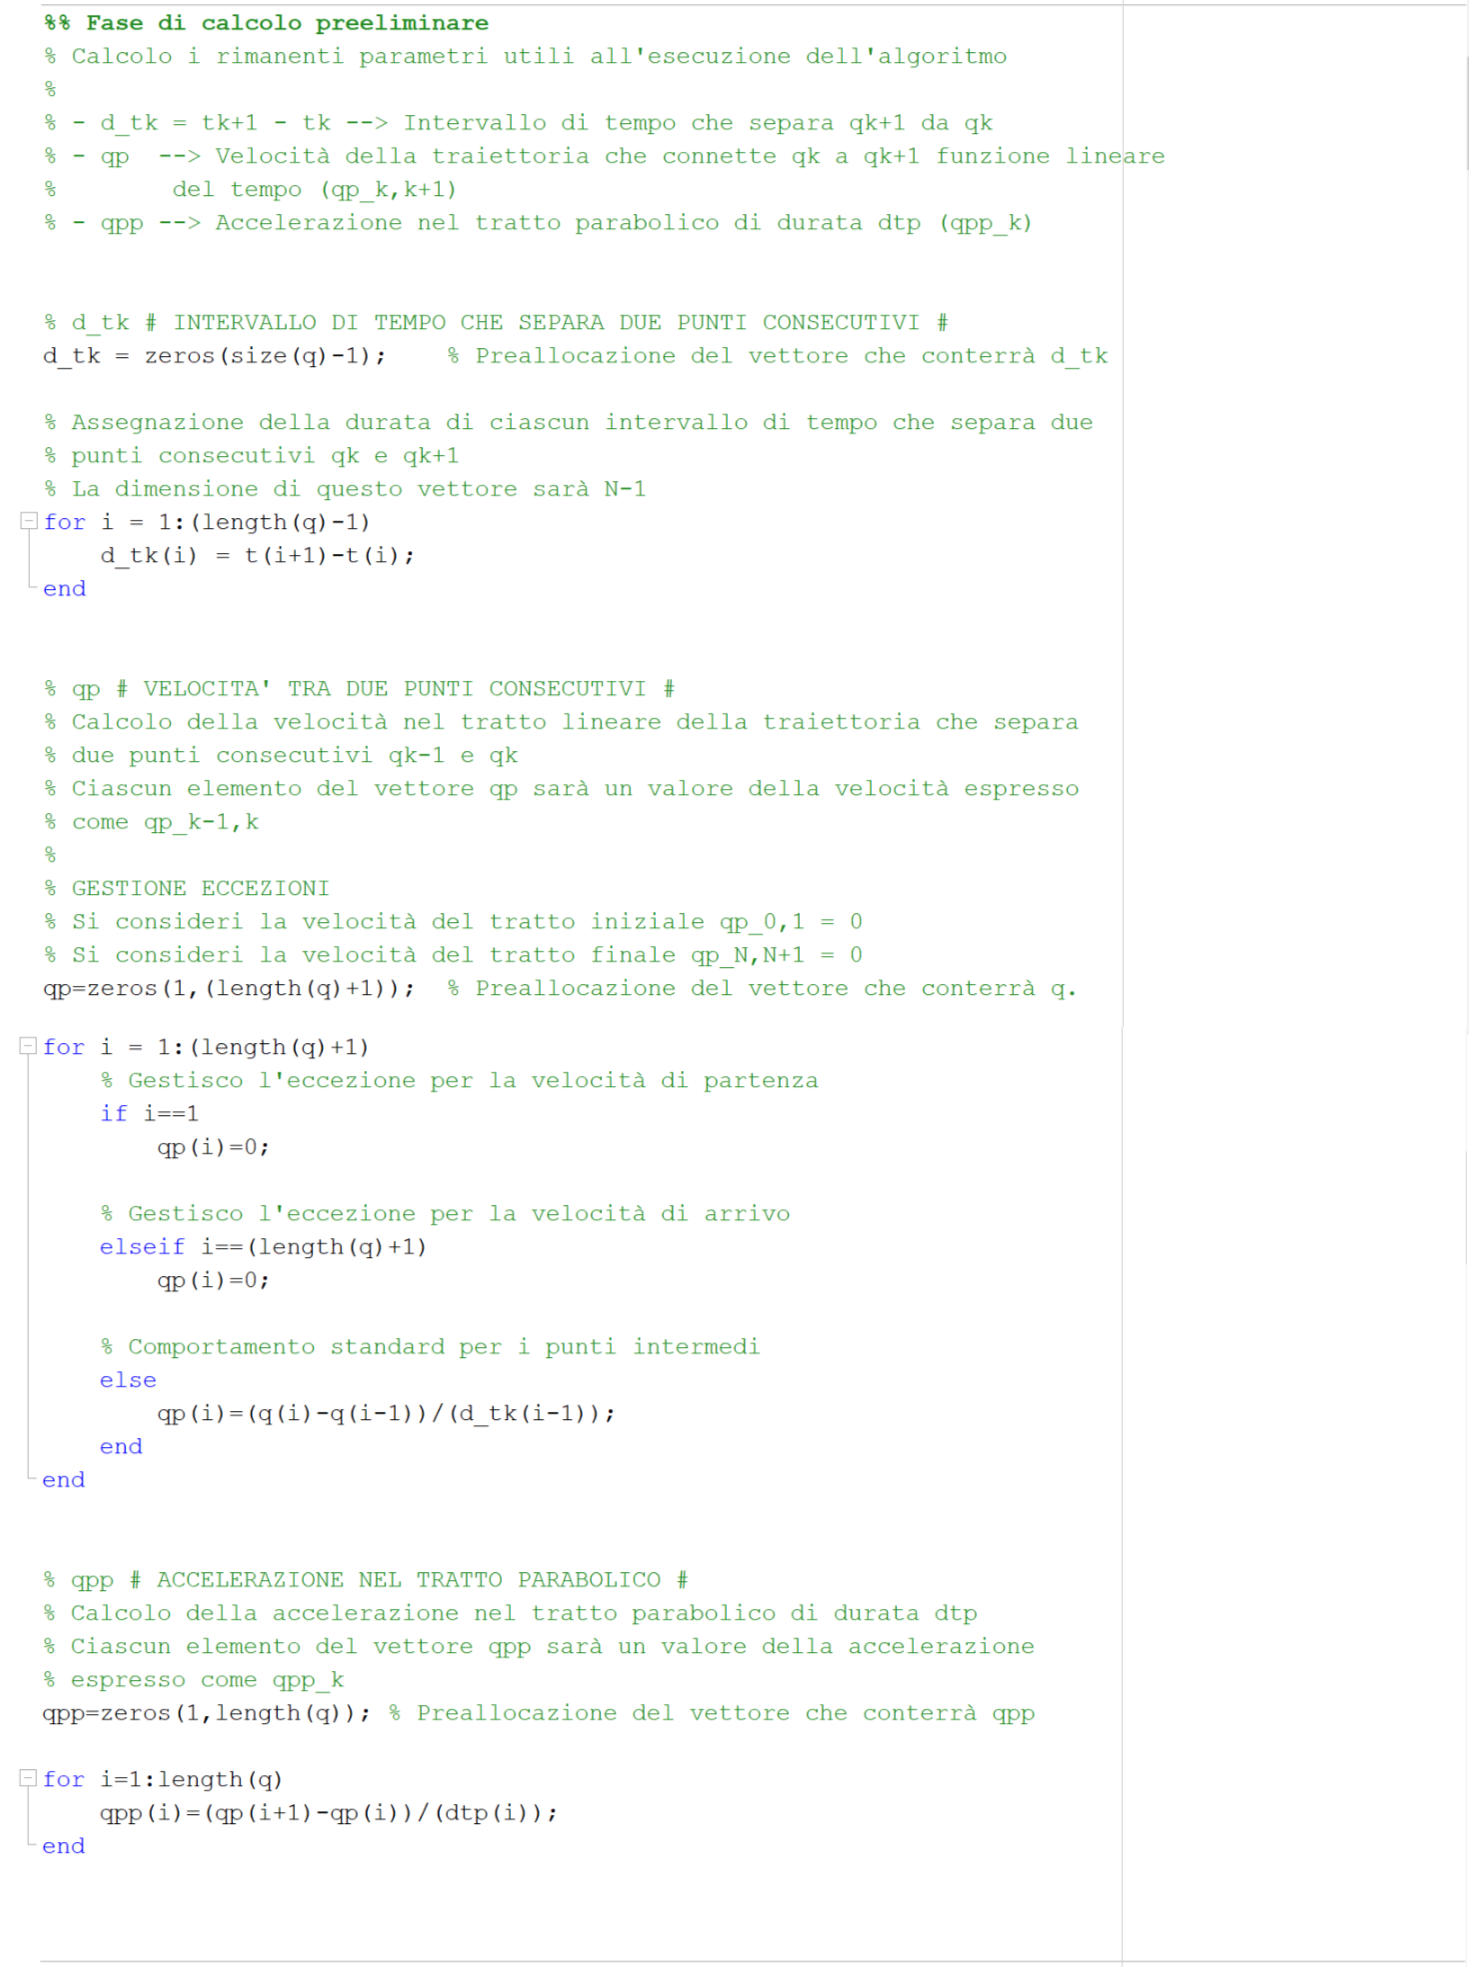 %% Fase di calcolo preeliminare
% Calcolo i rimanenti parametri utili all'esecuzione dell'algoritmo
%
% - d_tk = tk+1 - tk --> Intervallo di tempo che separa qk+1 da qk
% - qp  --> Velocità della traiettoria che connette qk a qk+1 funzione lineare
%        del tempo (qp_k,k+1)
% - qpp --> Accelerazione nel tratto parabolico di durata dtp (qpp_k)
% d_tk # INTERVALLO DI TEMPO CHE SEPARA DUE PUNTI CONSECUTIVI #
d_tk = zeros(size(q)-1);    % Preallocazione del vettore che conterrà d_tk
% Assegnazione della durata di ciascun intervallo di tempo che separa due
% punti consecutivi qk e qk+1
% La dimensione di questo vettore sarà N-1
for i = 1:(length(q)-1)
    d_tk(i) = t(i+1)-t(i);
end
% qp # VELOCITA' TRA DUE PUNTI CONSECUTIVI #
% Calcolo della velocità nel tratto lineare della traiettoria che separa
% due punti consecutivi qk-1 e qk
% Ciascun elemento del vettore qp sarà un valore della velocità espresso
% come qp_k-1,k
%
% GESTIONE ECCEZIONI
% Si consideri la velocità del tratto iniziale qp_0,1 = 0
% Si consideri la velocità del tratto finale qp_N,N+1 = 0
qp=zeros(1,(length(q)+1));  % Preallocazione del vettore che conterrà q.
for i = 1:(length(q)+1)
    % Gestisco l'eccezione per la velocità di partenza
    if i==1
        qp(i)=0;
    % Gestisco l'eccezione per la velocità di arrivo
    elseif i==(length(q)+1)
        qp(i)=0;
    % Comportamento standard per i punti intermedi
    else
        qp(i)=(q(i)-q(i-1))/(d_tk(i-1));
    end
end
% qpp # ACCELERAZIONE NEL TRATTO PARABOLICO #
% Calcolo della accelerazione nel tratto parabolico di durata dtp
% Ciascun elemento del vettore qpp sarà un valore della accelerazione
% espresso come qpp_k
qpp=zeros(1,length(q)); % Preallocazione del vettore che conterrà qpp
for i=1:length(q)
    qpp(i)=(qp(i+1)-qp(i))/(dtp(i));
end